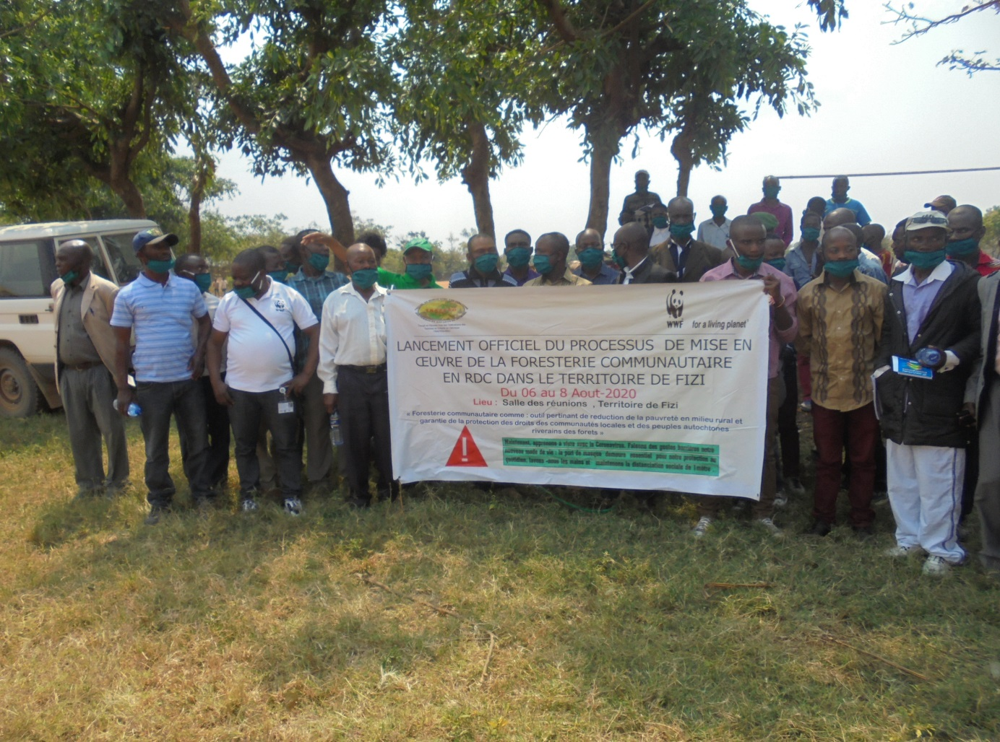 WWF
for a living planet®
LANCEMENT OFFICIEL DU PROCESSUS DE MISE EN
ŒUVRE DE LA FORESTERIE COMMUNAUTAIRE
EN RDC DANS LE TERRITOIRE DE FIZI
Du 06 au 8 Aout-2020
Lieu : Salle des réunions , Territoire de Fizi
« Foresterie communautaire comme : outil pertinant de reduction de la pauvreté en milieu rural et
garantie de la protection des droits des communautés locales et des peuples autochtones
riverains des forets »
!
Maintenant, apprenons à vivre avec le Coronavirus. Faisons des gestes barrières notre
nouveau mode de vie : le port de masque demeure essentiel pour notre protection au
quotidien, lavons -nous les mains et maintenons la distanciation sociale de 1 mètre
WWF